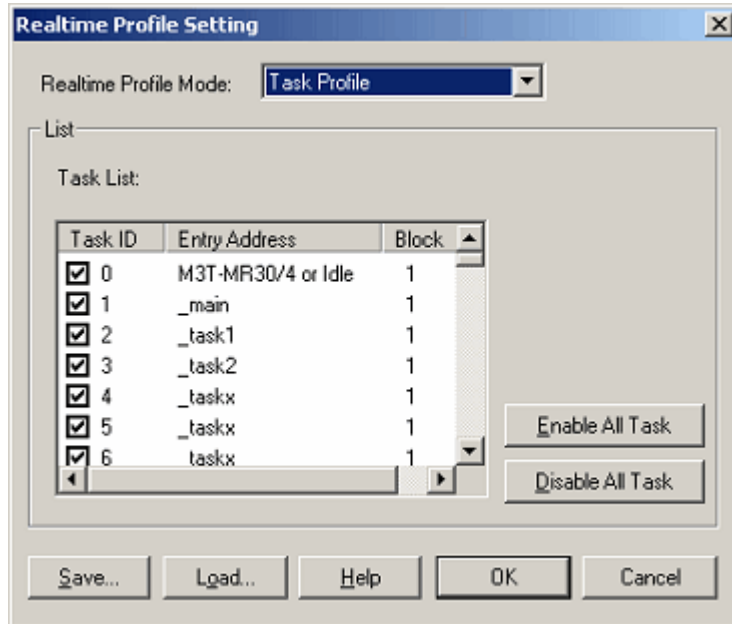 Realtime Profile Setting
Realtime Profile Mode: Task Profile
List
Task List:
Task ID Entry Address Block
0 M3T-MR30/4 or Idle 1
1 _main 1
2 _task1 1
3 _task2 1
4 _taskx 1
5 _taskx 1
6 _taskx 1
Enable All Task
Disable All Task
Save... Load... Help OK Cancel